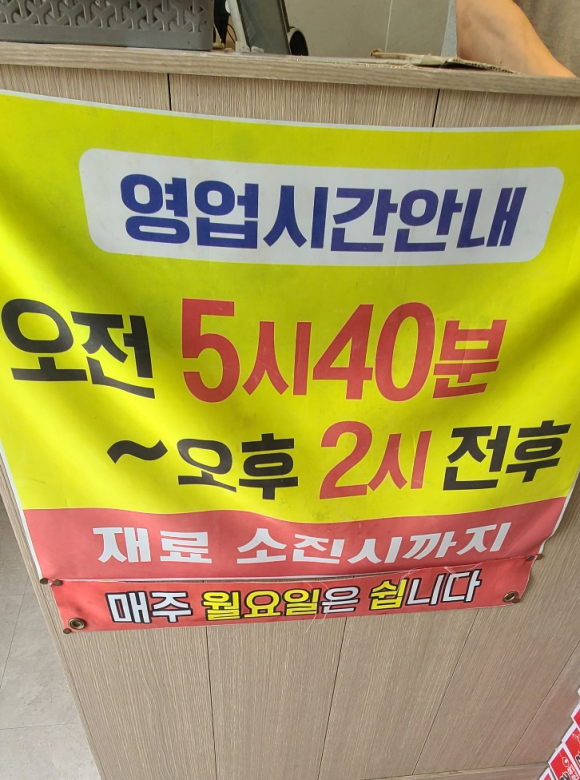 영업시간안내
오전 5시40분
~오후 2시 전후
재료 소진시까지
매주 월요일은 쉽니다